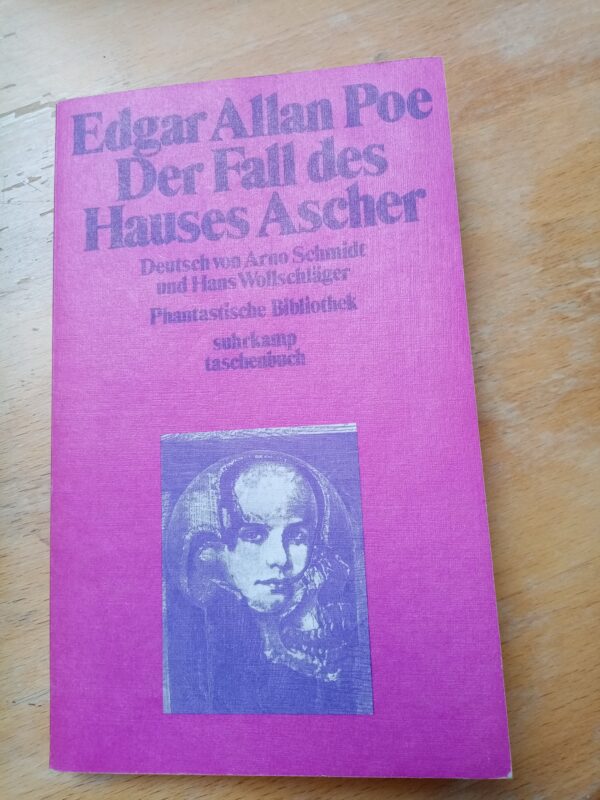 Edgar Allan Poe
Der Fall des
Hauses Ascher
Deutsch von Arno Schmidt
und Hans Wollschläger
Phantastische Bibliothek
suhrkamp
taschenbuch